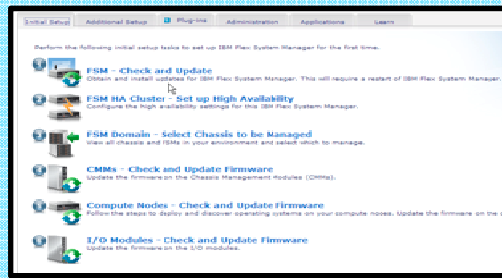 Initial Setup Additional Setup Plug-ins Administration Applications Learn
Perform the following initial setup tasks to set up IBM Flex System Manager for the first time.
FSM - Check and Update
Obtain and install updates for IBM Flex System Manager. This will require a restart of IBM Flex System Manager.
FSM HA Cluster - Set up High Availability
Configure the high availability settings for the IBM Flex System Manager.
FSM Domain - Select Chassis to be Managed
View all chassis and FSMs in your environment and select which to manage.
CMMs - Check and Update Firmware
Update the firmware on the Chassis Management Modules (CMMs).
Compute Nodes - Check and Update Firmware
Follow the steps to deploy and discover operating systems on your compute nodes. Update the firmware on the
I/O Modules - Check and Update Firmware
Update the firmware on the I/O modules.